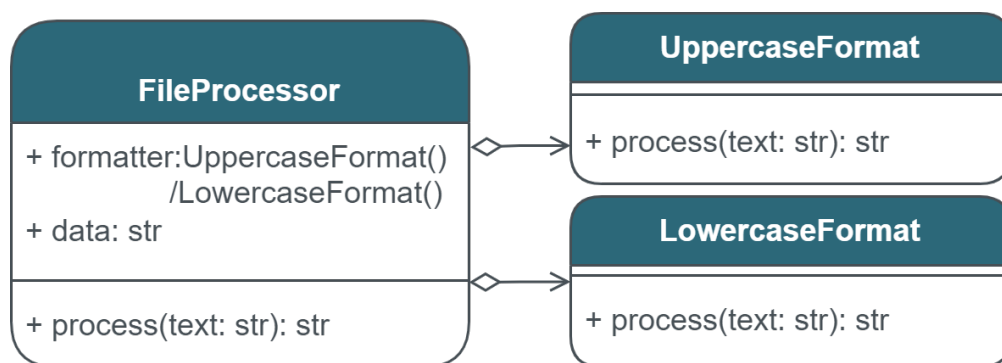 FileProcessor
+ formatter:UppercaseFormat()
/LowercaseFormat()
+ data: str
+ process(text: str): str
UppercaseFormat
+ process(text: str): str
LowercaseFormat
+ process(text: str): str